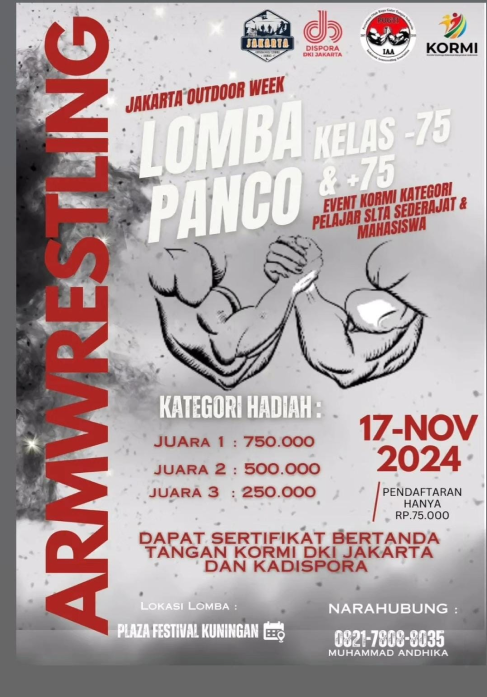 JAKARTA
DISPORA
DKI JAKARTA
IAA
KORMI
ARMWRESTLING
JAKARTA OUTDOOR WEEK
LOMBA
PANCO
KELAS -75
& +75
EVENT KORMI KATEGORI
PELAJAR SLTA SEDERAJAT &
MAHASISWA
KATEGORI HADIAH :
JUARA 1 : 750.000
JUARA 2 : 500.000
JUARA 3 : 250.000
17-NOV
2024
PENDAFTARAN
HANYA
RP.75.000
DAPAT SERTIFIKAT BERTANDA
TANGAN KORMI DKI JAKARTA
DAN KADISPORA
LOKASI LOMBA :
PLAZA FESTIVAL KUNINGAN
NARAHUBUNG :
MUHAMMAD ANDHIKA